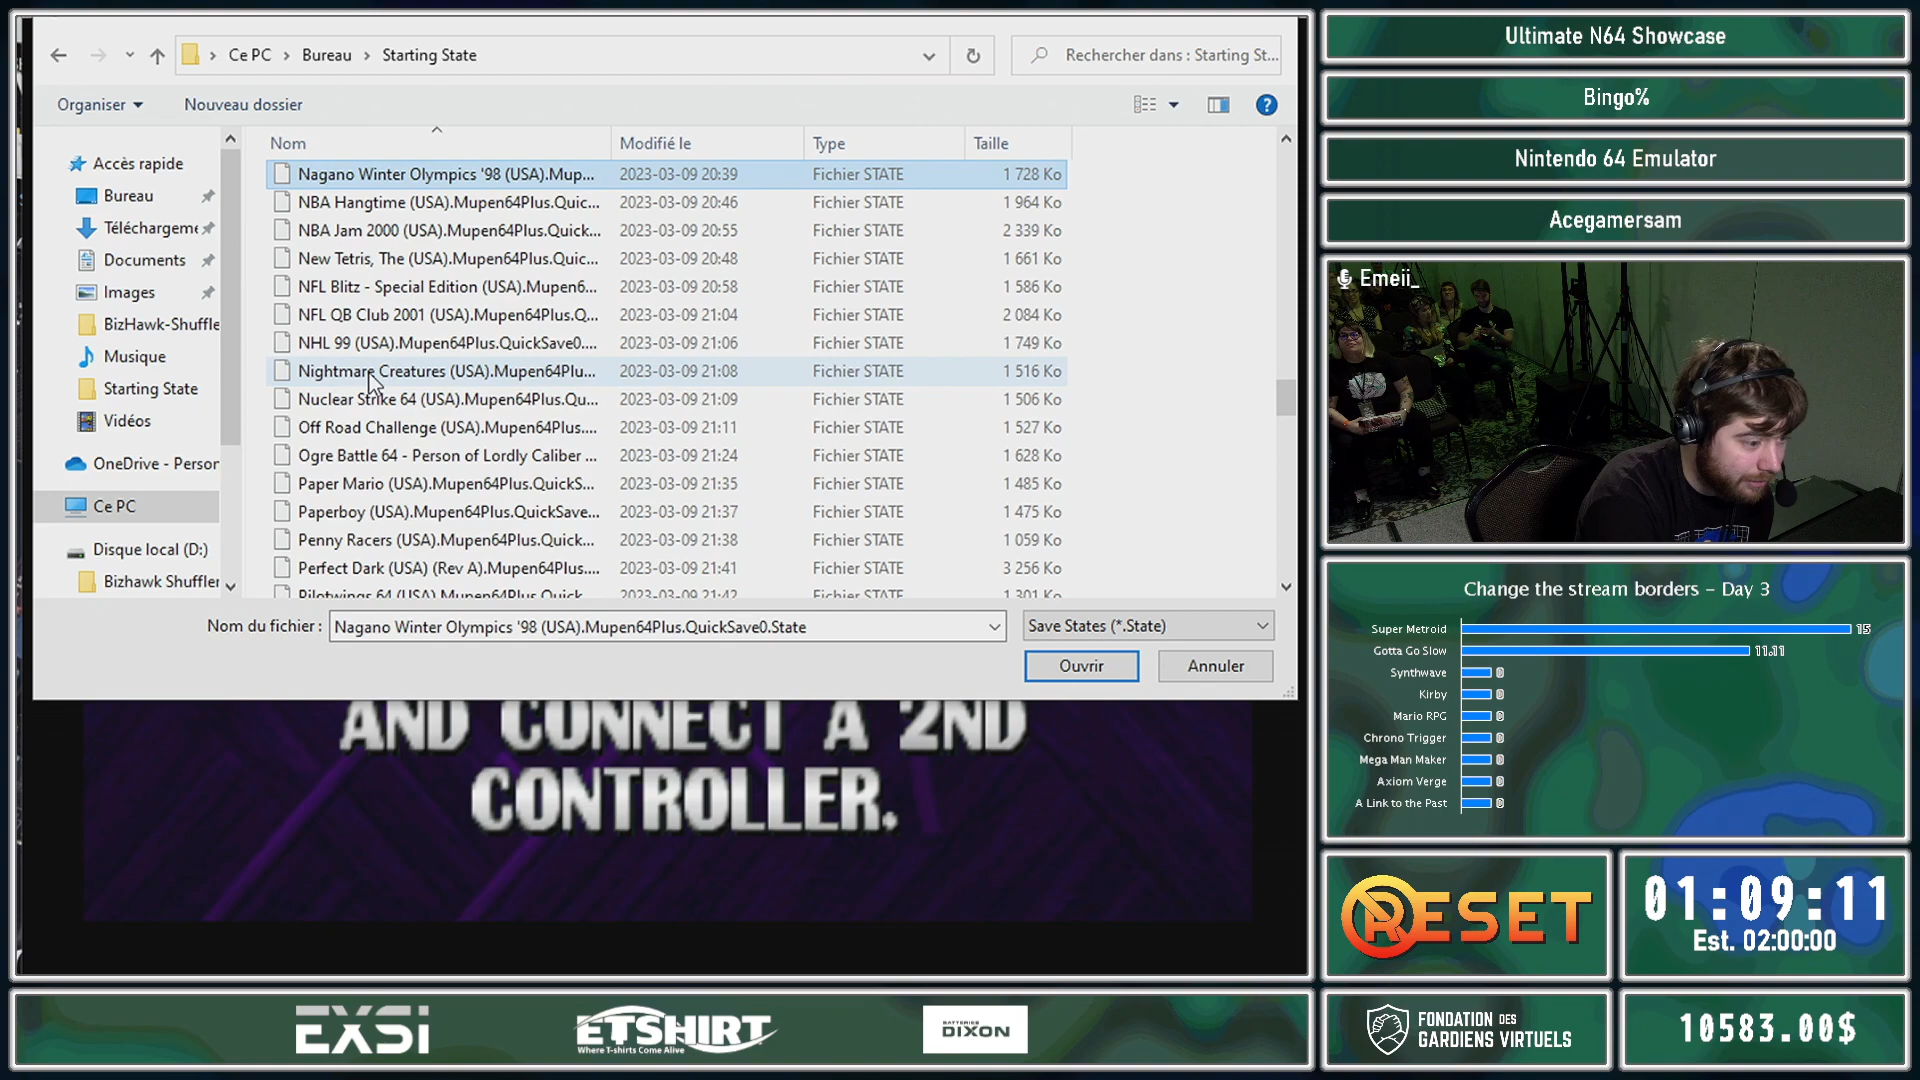 Ce PC › Bureau › Starting State
Rechercher dans : Starting St...
Organiser
Nouveau dossier
Nom Modifié le Type Taille
Accès rapide
Bureau
Téléchargeme
Documents
Images
BizHawk-Shuffle
Musique
Starting State
Vidéos
OneDrive - Person
Ce PC
Disque local (D:)
Bizhawk Shuffler
Nagano Winter Olympics '98 (USA).Mup... 2023-03-09 20:39 Fichier STATE 1 728 Ko
NBA Hangtime (USA).Mupen64Plus.Quic... 2023-03-09 20:46 Fichier STATE 1 964 Ko
NBA Jam 2000 (USA).Mupen64Plus.Quick... 2023-03-09 20:55 Fichier STATE 2 339 Ko
New Tetris, The (USA).Mupen64Plus.Quic... 2023-03-09 20:48 Fichier STATE 1 661 Ko
NFL Blitz - Special Edition (USA).Mupen6... 2023-03-09 20:58 Fichier STATE 1 586 Ko
NFL QB Club 2001 (USA).Mupen64Plus.Q... 2023-03-09 21:04 Fichier STATE 2 084 Ko
NHL 99 (USA).Mupen64Plus.QuickSave0.... 2023-03-09 21:06 Fichier STATE 1 749 Ko
Nightmare Creatures (USA).Mupen64Plu... 2023-03-09 21:08 Fichier STATE 1 516 Ko
Nuclear Strike 64 (USA).Mupen64Plus.Qu... 2023-03-09 21:09 Fichier STATE 1 506 Ko
Off Road Challenge (USA).Mupen64Plus.... 2023-03-09 21:11 Fichier STATE 1 527 Ko
Ogre Battle 64 - Person of Lordly Caliber ... 2023-03-09 21:24 Fichier STATE 1 628 Ko
Paper Mario (USA).Mupen64Plus.QuickS... 2023-03-09 21:35 Fichier STATE 1 485 Ko
Paperboy (USA).Mupen64Plus.QuickSave... 2023-03-09 21:37 Fichier STATE 1 475 Ko
Penny Racers (USA).Mupen64Plus.Quick... 2023-03-09 21:38 Fichier STATE 1 059 Ko
Perfect Dark (USA) (Rev A).Mupen64Plus.... 2023-03-09 21:41 Fichier STATE 3 256 Ko
Pilotwings 64 (USA).Mupen64Plus.Quick... 2023-03-09 21:42 Fichier STATE 1 301 Ko
Nom du fichier : Nagano Winter Olympics '98 (USA).Mupen64Plus.QuickSave0.State
Save States (*.State)
Ouvrir Annuler
AND CONNECT A 2ND
CONTROLLER.
Ultimate N64 Showcase
Bingo%
Nintendo 64 Emulator
Acegamersam
Emeii_
Change the stream borders - Day 3
Super Metroid 15
Gotta Go Slow 11.11
Synthwave 0
Kirby 0
Mario RPG 0
Chrono Trigger 0
Mega Man Maker 0
Axiom Verge 0
A Link to the Past 0
RESET
01:09:11
Est. 02:00:00
EXSI
ETSHIRT
Where T-shirts Come Alive
BATTERIES
DIXON
FONDATION DES
GARDIENS VIRTUELS
10583.00$